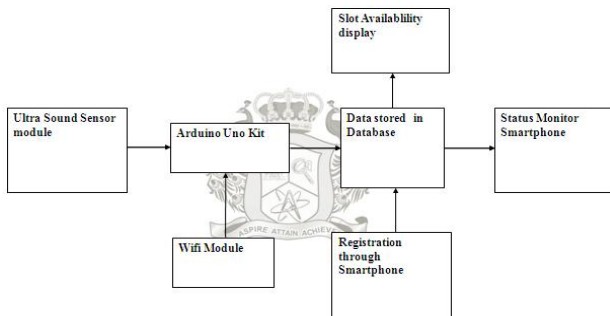 Slot Availablility
display
Ultra Sound Sensor
module
Arduino Uno Kit
Data stored in
Database
Status Monitor
Smartphone
Wifi Module
Registration
through
Smartphone
ASPIRE ATTAIN ACHIEVE